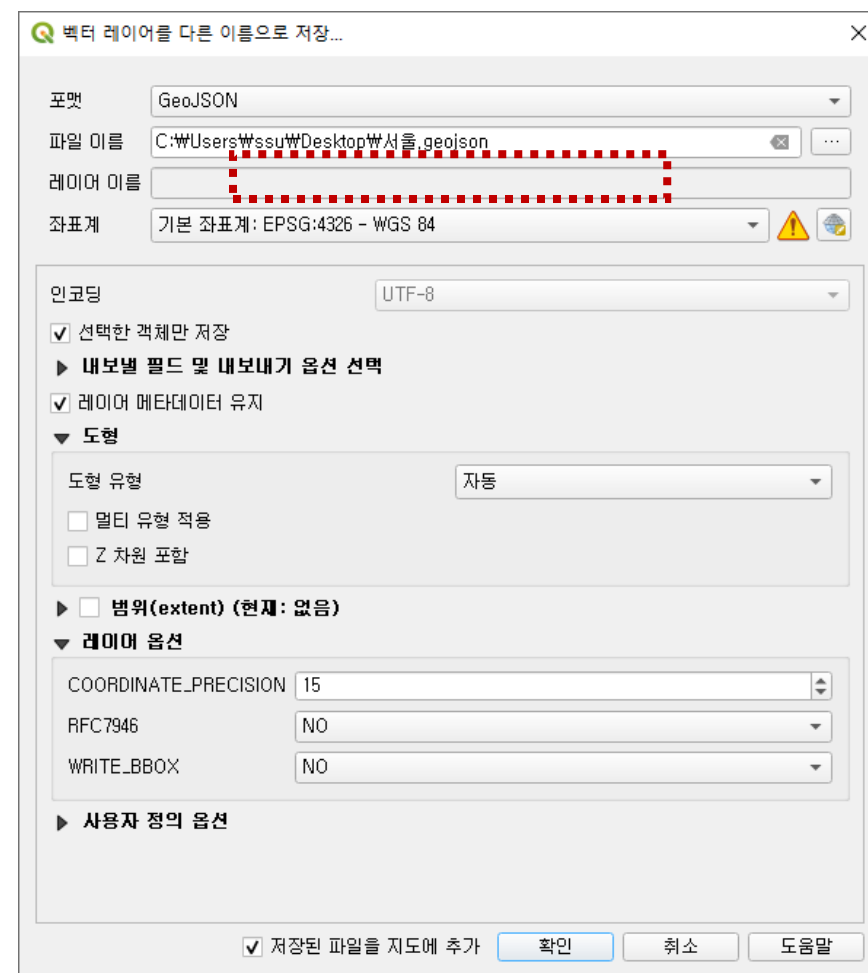 벡터 레이어를 다른 이름으로 저장...
포맷 GeoJSON
파일 이름 C:₩Users₩ssu₩Desktop₩서울.geojson
레이어 이름
좌표계 기본 좌표계: EPSG:4326 - WGS 84
인코딩 UTF-8
선택한 객체만 저장
내보낼 필드 및 내보내기 옵션 선택
레이어 메타데이터 유지
도형
도형 유형 자동
멀티 유형 적용
Z 차원 포함
범위(extent) (현재: 없음)
레이어 옵션
COORDINATE_PRECISION 15
RFC7946 NO
WRITE_BBOX NO
사용자 정의 옵션
저장된 파일을 지도에 추가 확인 취소 도움말